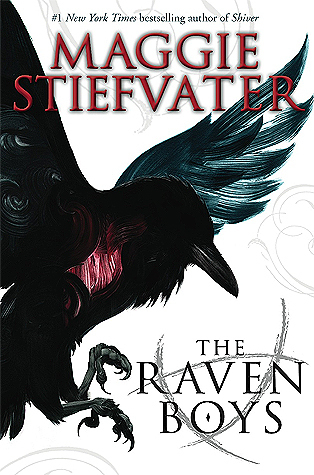 #1 New York Times bestselling author of Shiver
MAGGIE
STIEFVATER
THE
RAVEN
BOYS